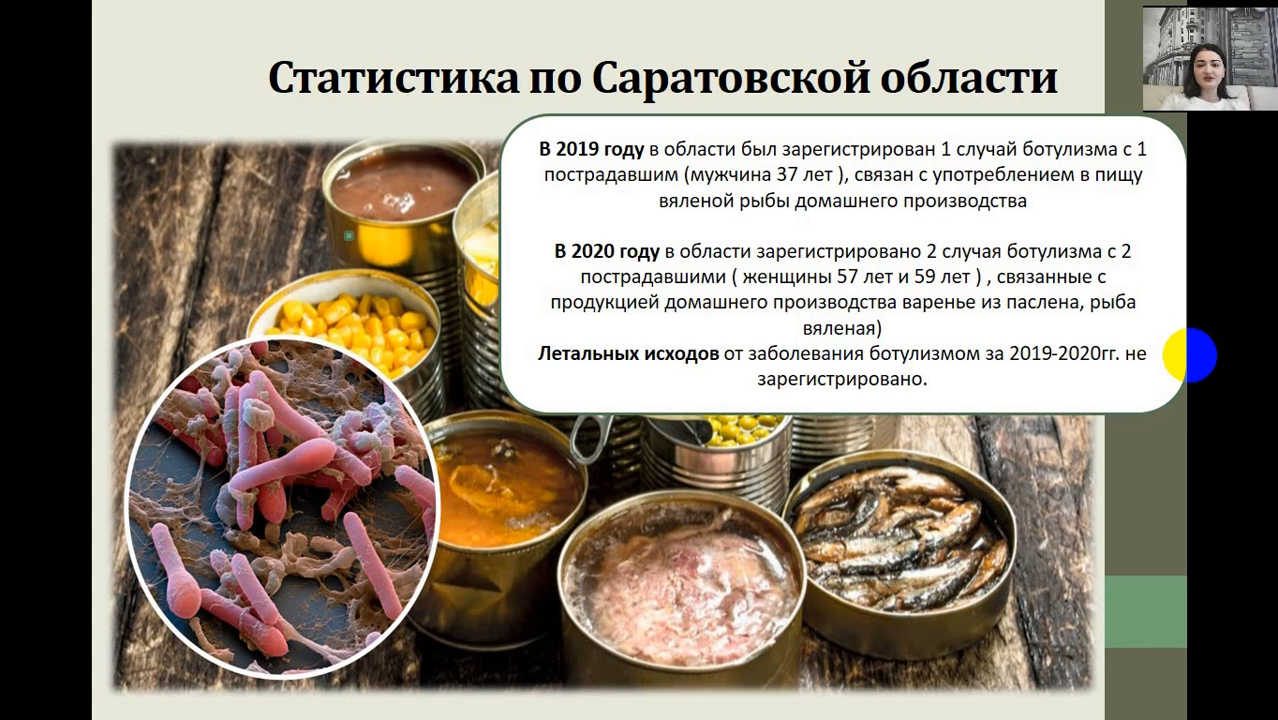 Статистика по Саратовской области
В 2019 году в области был зарегистрирован 1 случай ботулизма с 1
пострадавшим (мужчина 37 лет ), связан с употреблением в пищу
вяленой рыбы домашнего производства
В 2020 году в области зарегистрировано 2 случая ботулизма с 2
пострадавшими ( женщины 57 лет и 59 лет ) , связанные с
продукцией домашнего производства варенье из паслена, рыба
вяленая)
Летальных исходов от заболевания ботулизмом за 2019-2020гг. не
зарегистрировано.